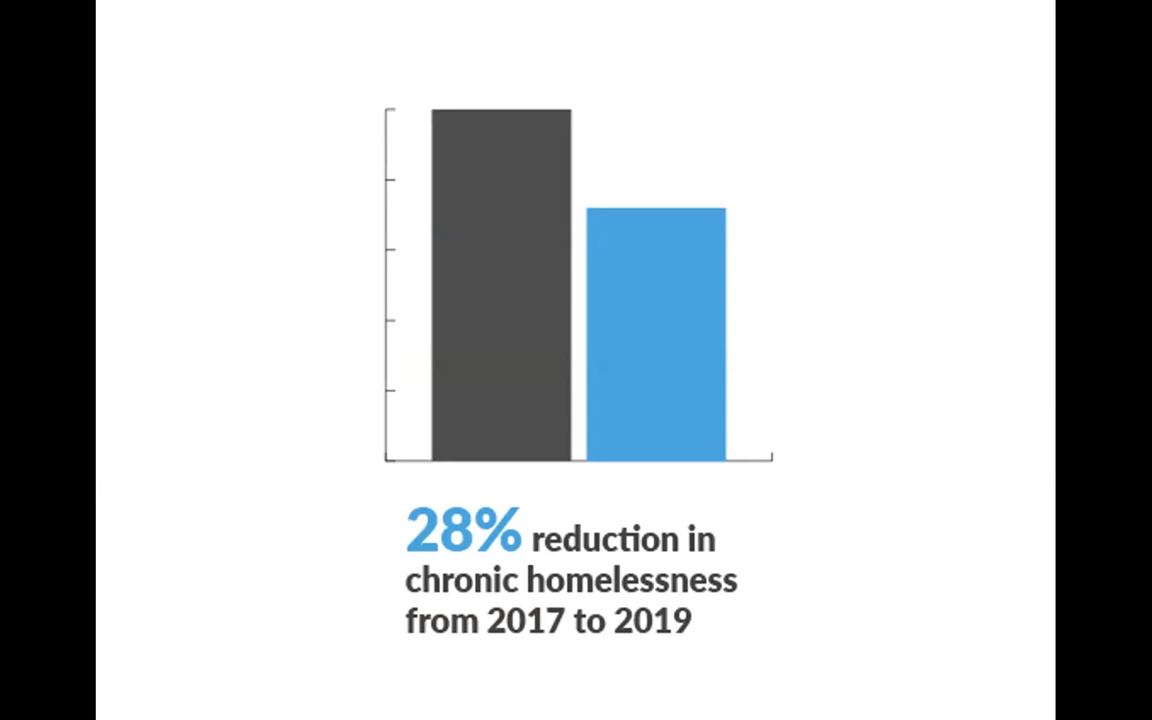 28% reduction in
chronic homelessness
from 2017 to 2019